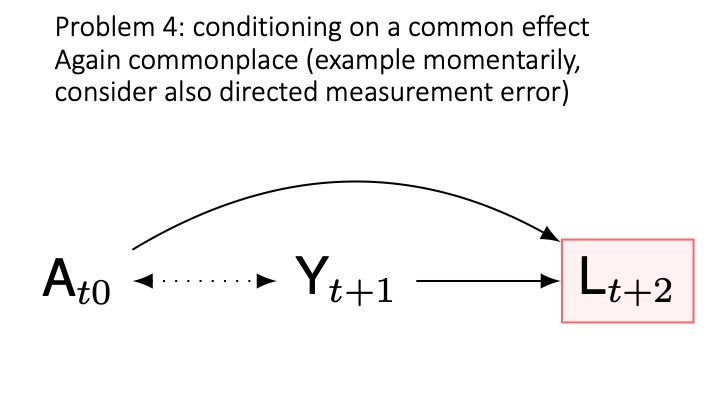 Problem 4: conditioning on a common effect
Again commonplace (example momentarily,
consider also directed measurement error)
A_{t0} Y_{t+1} L_{t+2}